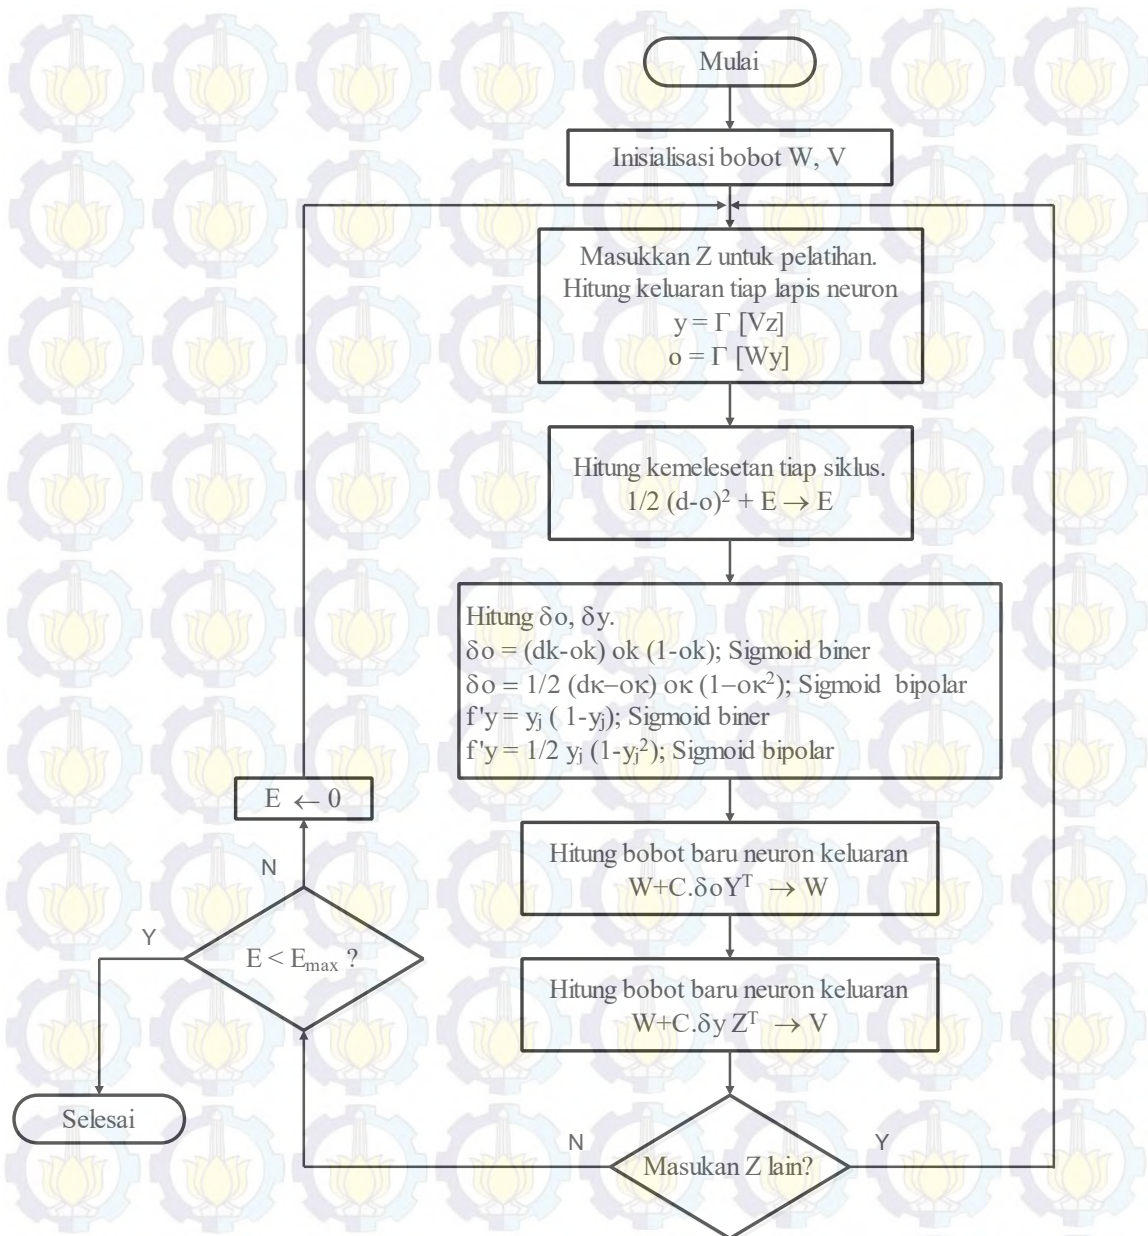 Mulai
Inisialisasi bobot W, V
Masukkan Z untuk pelatihan.
Hitung keluaran tiap lapis neuron
y = Γ [Vz]
o = Γ [Wy]
Hitung kemelesetan tiap siklus.
1/2 (d-o)² + E → E
Hitung δo, δy.
δo = (dk-ok) ok (1-ok); Sigmoid biner
δo = 1/2 (dκ−οκ) οκ (1−οκ²); Sigmoid bipolar
f'y = yⱼ ( 1-yⱼ); Sigmoid biner
f'y = 1/2 yⱼ (1-yⱼ²); Sigmoid bipolar
Hitung bobot baru neuron keluaran
W+C.δoYᵀ → W
Hitung bobot baru neuron keluaran
W+C.δy Zᵀ → V
Masukan Z lain?
Y
N
E < Eₘₐₓ ?
N
E ← 0
Y
Selesai